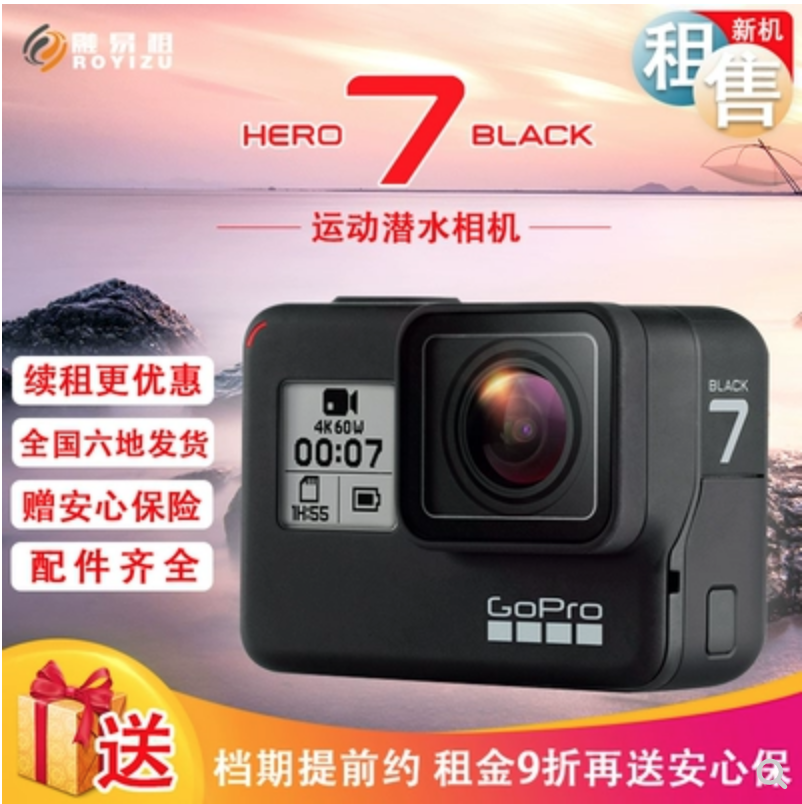 融易租
ROYIZU
新机
租
售
HERO 7 BLACK
运动潜水相机
续租更优惠
全国六地发货
赠安心保险
配件齐全
4K60W
00:07
1H:55
BLACK
7
GoPro
送
档期提前约 租金9折再送安心保